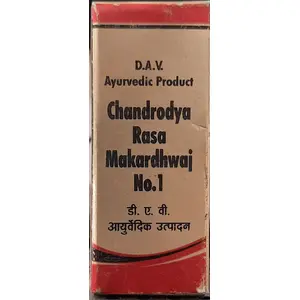 D.A.V.
Ayurvedic Product
Chandrodya
Rasa
Makardhwaj
No.1
डी. ए. वी.
आयुर्वेदिक उत्पादन